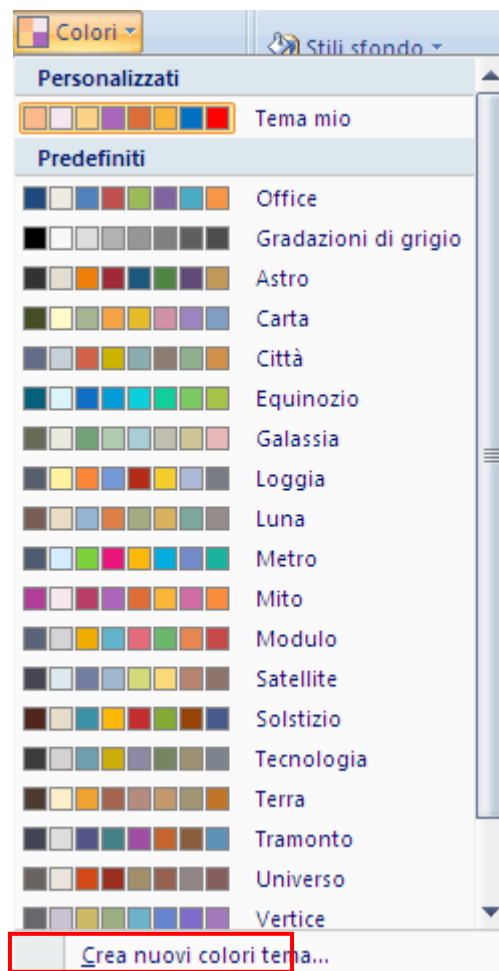 Colori
Stili sfondo
Personalizzati
Tema mio
Predefiniti
Office
Gradazioni di grigio
Astro
Carta
Città
Equinozio
Galassia
Loggia
Luna
Metro
Mito
Modulo
Satellite
Solstizio
Tecnologia
Terra
Tramonto
Universo
Vertice
Crea nuovi colori tema...